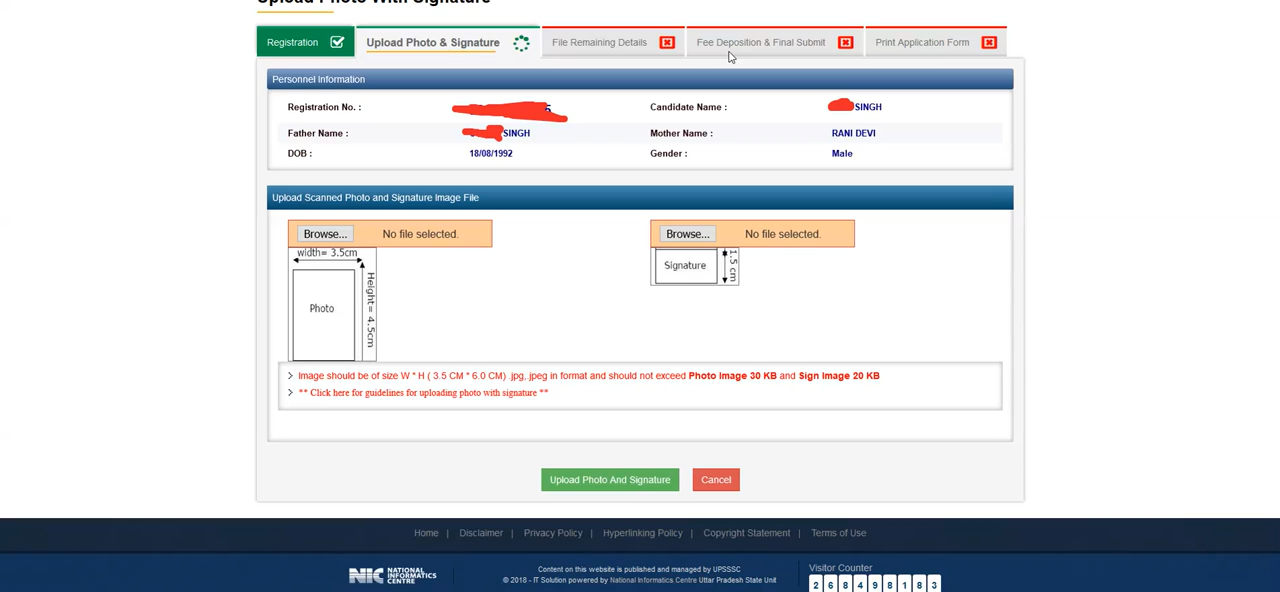 Upload Photo With Signature
Registration
Upload Photo & Signature
File Remaining Details
Fee Deposition & Final Submit
Print Application Form
Personnel Information
Registration No. :
Candidate Name : SINGH
Father Name : SINGH
Mother Name : RANI DEVI
DOB : 18/08/1992
Gender : Male
Upload Scanned Photo and Signature Image File
Browse... No file selected.
Browse... No file selected.
width= 3.5cm
Photo
Height= 4.5cm
Signature
1.5 cm
Image should be of size W * H ( 3.5 CM * 6.0 CM) .jpg, jpeg in format and should not exceed Photo Image 30 KB and Sign Image 20 KB
** Click here for guidelines for uploading photo with signature **
Upload Photo And Signature
Cancel
Home | Disclaimer | Privacy Policy | Hyperlinking Policy | Copyright Statement | Terms of Use
NIC NATIONAL INFORMATICS CENTRE
Content on this website is published and managed by UPSSSC
© 2018 - IT Solution powered by National Informatics Centre Uttar Pradesh State Unit
Visitor Counter
2 6 8 4 9 8 1 8 3